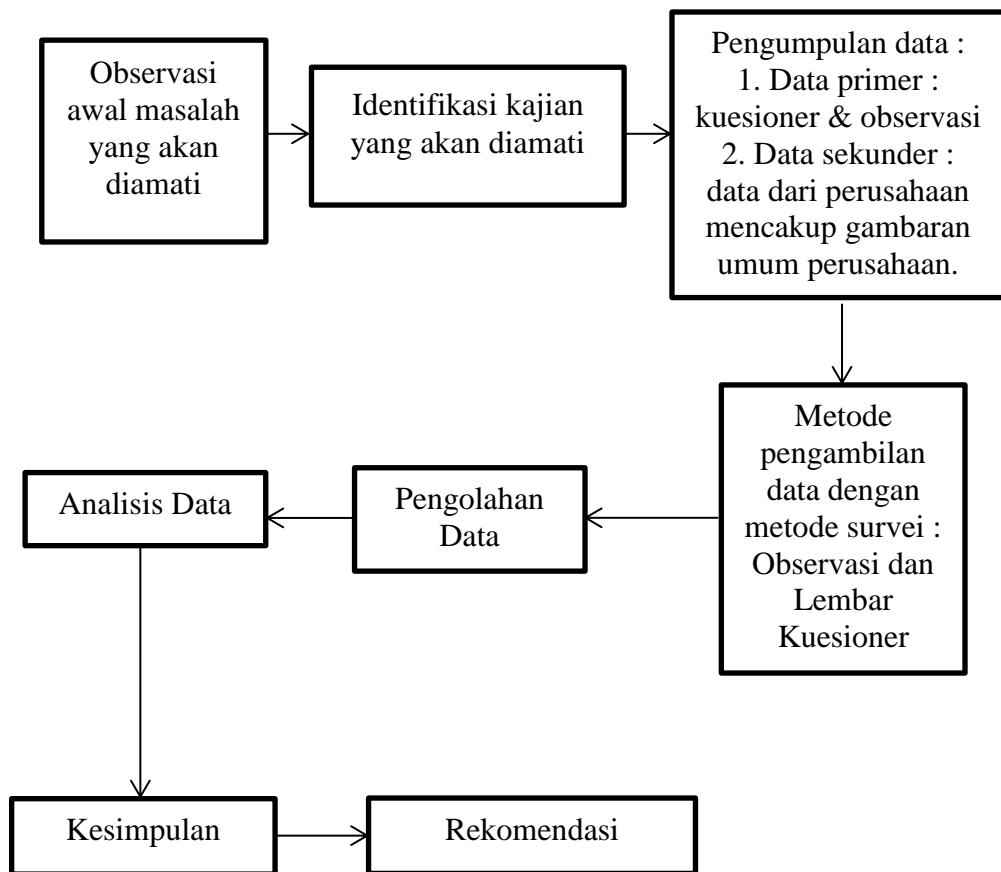 Observasi
awal masalah
yang akan
diamati
Identifikasi kajian
yang akan diamati
Pengumpulan data :
1. Data primer :
kuesioner & observasi
2. Data sekunder :
data dari perusahaan
mencakup gambaran
umum perusahaan.
Metode
pengambilan
data dengan
metode survei :
Observasi dan
Lembar
Kuesioner
Pengolahan
Data
Analisis Data
Kesimpulan
Rekomendasi